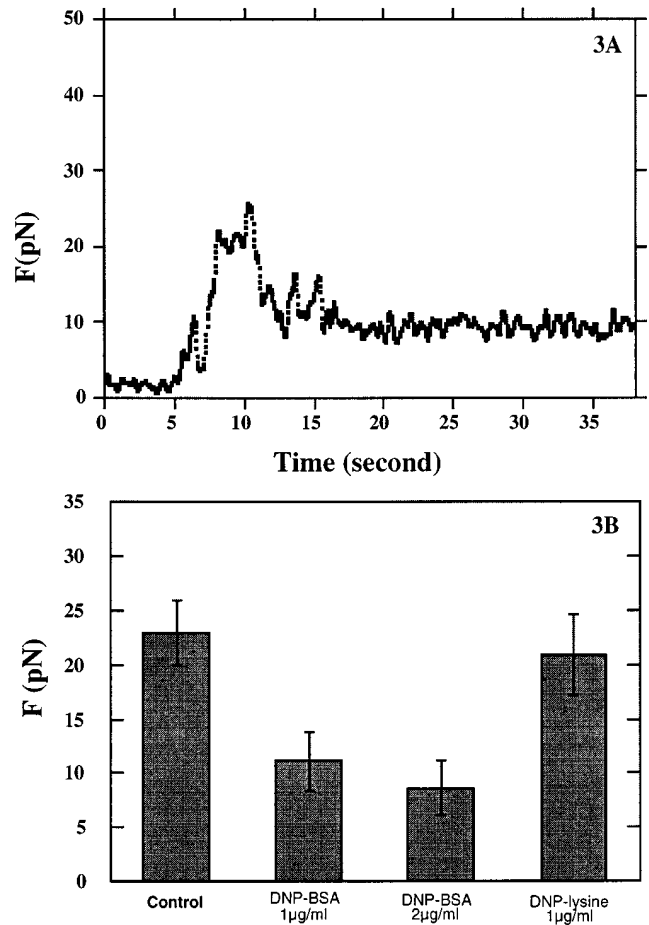 50
3A
40
30
F(pN)
20
10
0
0 5 10 15 20 25 30 35
Time (second)
35
3B
30
25
20
F (pN)
15
10
5
0
Control DNP-BSA DNP-BSA DNP-lysine
1µg/ml 2µg/ml 1µg/ml